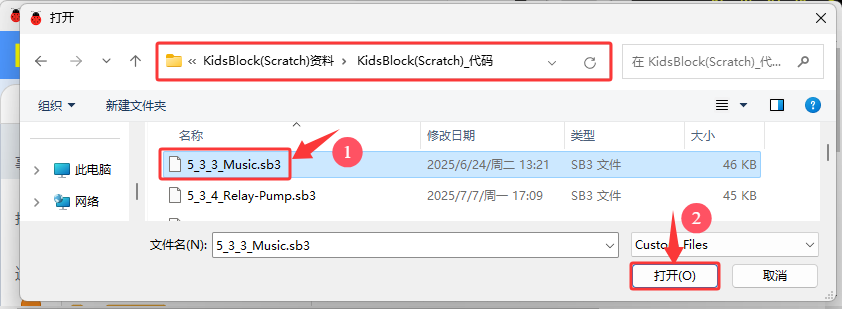 打开
« KidsBlock(Scratch)资料 › KidsBlock(Scratch)_代码
在 KidsBlock(Scratch)_代...
组织
新建文件夹
名称 修改日期 类型 大小
此电脑
网络
5_3_3_Music.sb3 2025/6/24/周二 13:21 SB3 文件 46 KB
1
5_3_4_Relay-Pump.sb3 2025/7/7/周一 17:09 SB3 文件 45 KB
2
文件名(N): 5_3_3_Music.sb3
打开(O) 取消